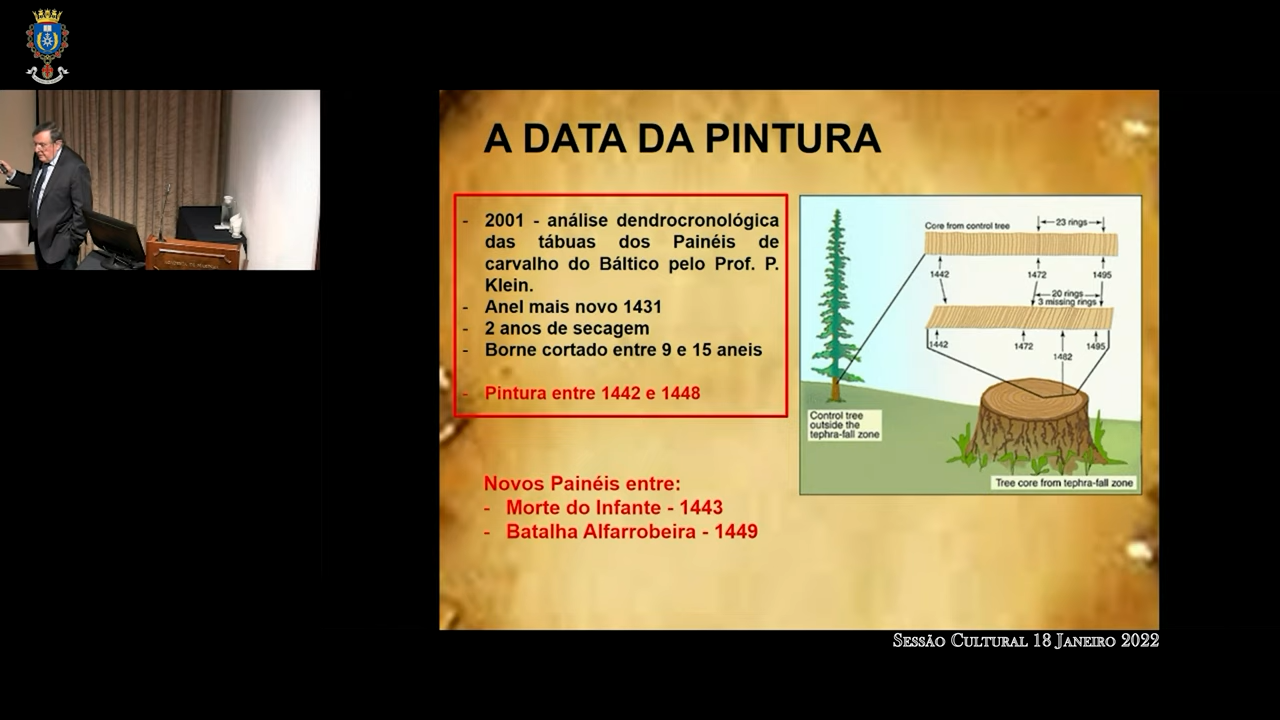 A DATA DA PINTURA
- 2001 - análise dendrocronológica
das tábuas dos Painéis de
carvalho do Báltico pelo Prof. P.
Klein.
- Anel mais novo 1431
- 2 anos de secagem
- Borne cortado entre 9 e 15 aneis
- Pintura entre 1442 e 1448
Novos Painéis entre:
- Morte do Infante - 1443
- Batalha Alfarrobeira - 1449
Core from control tree
23 rings
1442
1472
1495
20 rings
3 missing rings
1442
1472
1482
1495
Control tree
outside the
tephra-fall zone
Tree core from tephra-fall zone
Sessão Cultural 18 Janeiro 2022